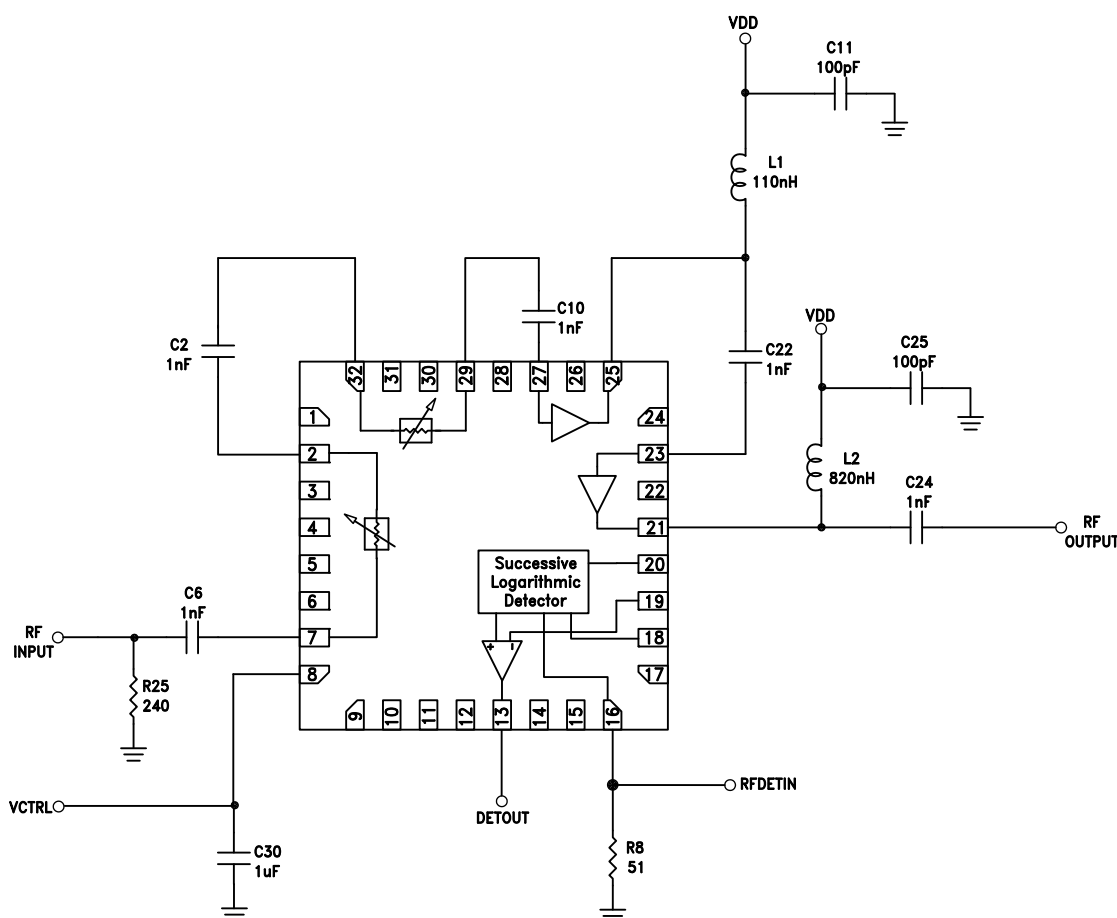 VDD
C11
100pF
L1
110nH
C10
1nF
C2
1nF
VDD
C25
100pF
C22
1nF
32
31
30
29
28
27
26
25
1
24
2
23
L2
820nH
3
22
C24
1nF
4
21
RF
OUTPUT
5
Successive
Logarithmic
Detector
20
6
19
C6
1nF
RF
INPUT
7
+
-
18
8
17
R25
240
9
10
11
12
13
14
15
16
RFDETIN
VCTRL
DETOUT
C30
1uF
R8
51